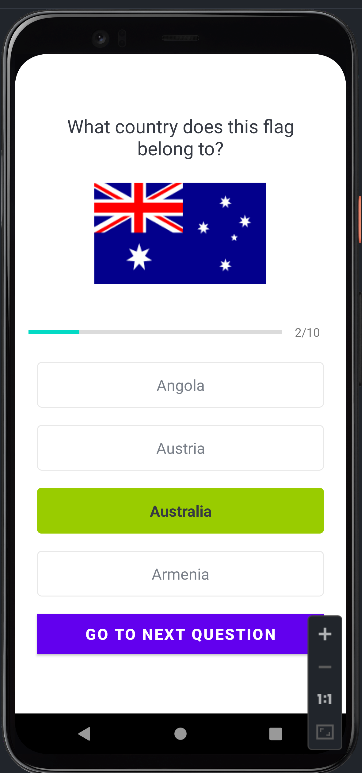 What country does this flag
belong to?
2/10
Angola
Austria
Australia
Armenia
GO TO NEXT QUESTION
1:1